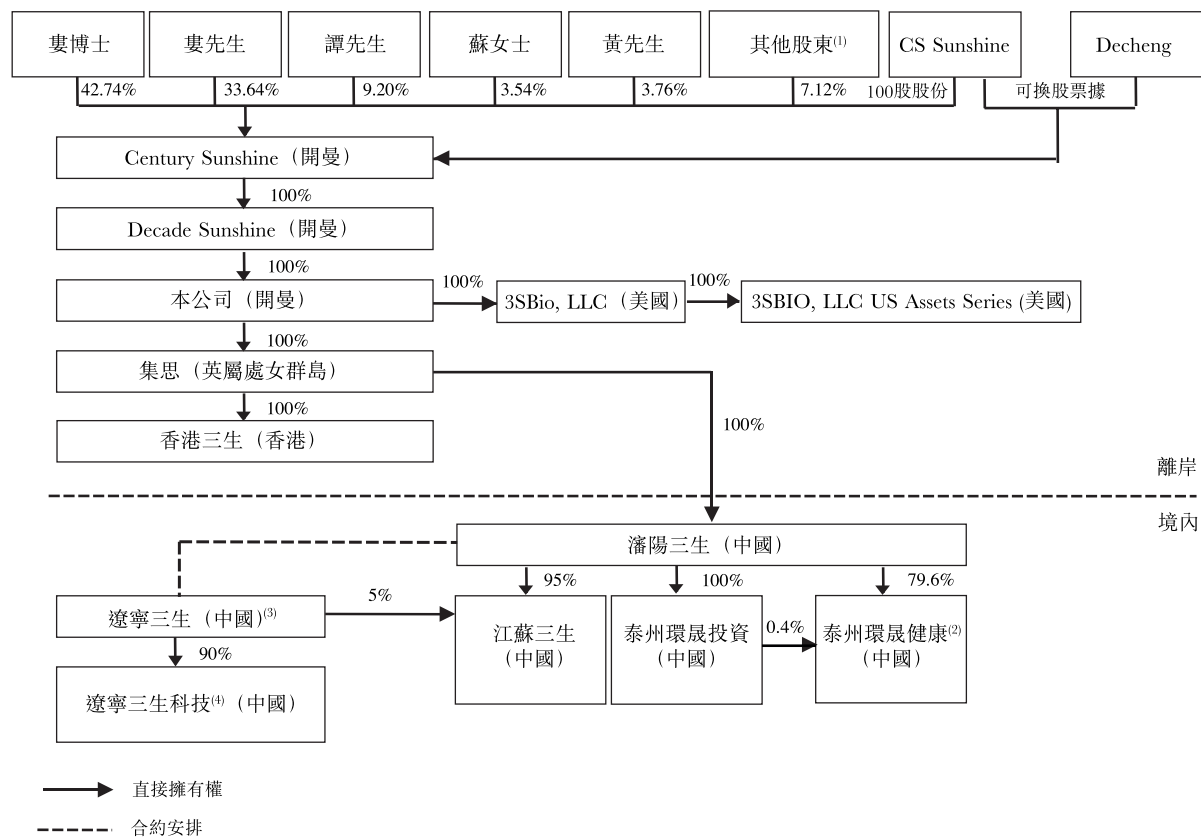 婁博士
婁先生
譚先生
蘇女士
黃先生
其他股東(1)
CS Sunshine
Decheng
42.74%
33.64%
9.20%
3.54%
3.76%
7.12%
100股股份
可換股票據
Century Sunshine（開曼）
100%
Decade Sunshine（開曼）
100%
本公司（開曼）
100%
3SBio, LLC（美國）
100%
3SBIO, LLC US Assets Series (美國）
100%
集思（英屬處女群島）
100%
100%
香港三生（香港）
離岸
境內
瀋陽三生（中國）
95%
100%
79.6%
遼寧三生（中國）(3)
5%
江蘇三生
（中國）
泰州環晟投資
（中國）
0.4%
泰州環晟健康(2)
（中國）
90%
遼寧三生科技(4)（中國）
直接擁有權
合約安排